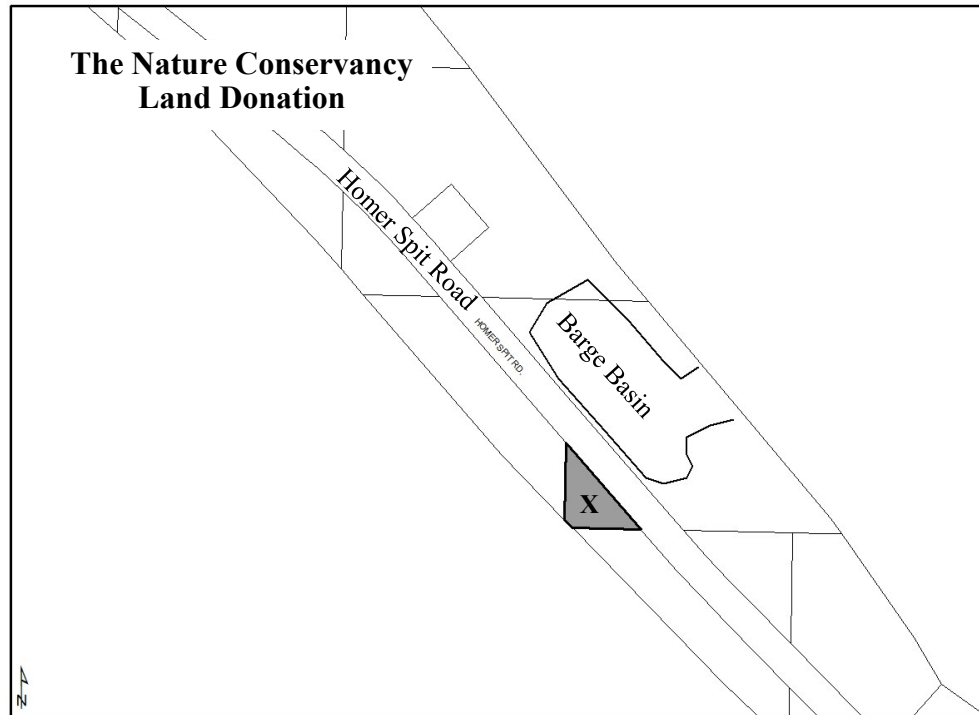 The Nature Conservancy
Land Donation
Homer Spit Road
HOMER SPIT RD.
Barge Basin
X
N